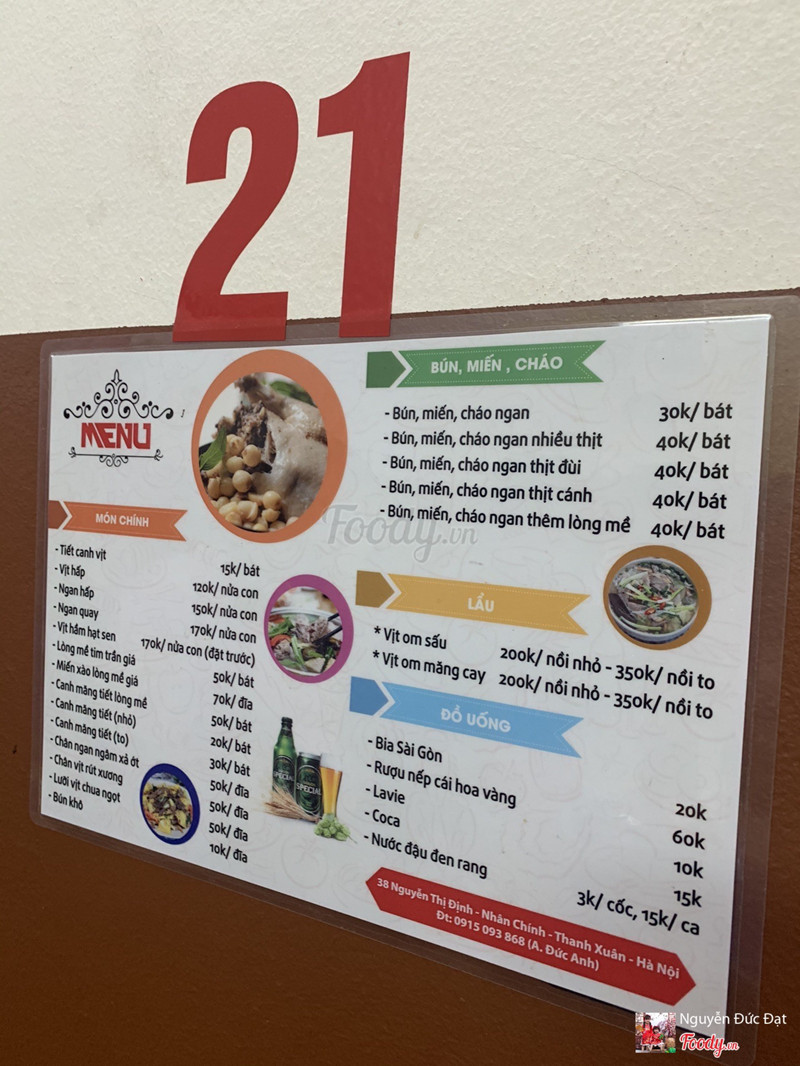 21
MENU
MÓN CHÍNH
- Tiết canh vịt 15k/ bát
- Vịt hấp 120k/ nửa con
- Ngan hấp 150k/ nửa con
- Ngan quay 170k/ nửa con
- Vịt hầm hạt sen 170k/ nửa con (đặt trước)
- Lòng mề tim trần giá 50k/ bát
- Miến xào lòng mề giá 70k/ đĩa
- Canh măng tiết lòng mề 50k/ bát
- Canh măng tiết (nhỏ) 20k/ bát
- Canh măng tiết (to) 30k/ bát
- Chân ngan ngâm xả ớt 50k/ đĩa
- Chân vịt rút xương 50k/ đĩa
- Lưỡi vịt chua ngọt 50k/ đĩa
- Bún khô 10k/ đĩa
BÚN, MIẾN , CHÁO
- Bún, miến, cháo ngan 30k/ bát
- Bún, miến, cháo ngan nhiều thịt 40k/ bát
- Bún, miến, cháo ngan thịt đùi 40k/ bát
- Bún, miến, cháo ngan thịt cánh 40k/ bát
- Bún, miến, cháo ngan thêm lòng mề 40k/ bát
LẨU
* Vịt om sấu 200k/ nồi nhỏ - 350k/ nồi to
* Vịt om măng cay 200k/ nồi nhỏ - 350k/ nồi to
ĐỒ UỐNG
- Bia Sài Gòn 20k
- Rượu nếp cái hoa vàng 60k
- Lavie 10k
- Coca 15k
- Nước đậu đen rang 3k/ cốc, 15k/ ca
SPECIAL
38 Nguyễn Thị Định - Nhân Chính - Thanh Xuân - Hà Nội
Đt: 0915 093 868 (A. Đức Anh)
Foody.vn
Nguyễn Đức Đạt
Foody.vn